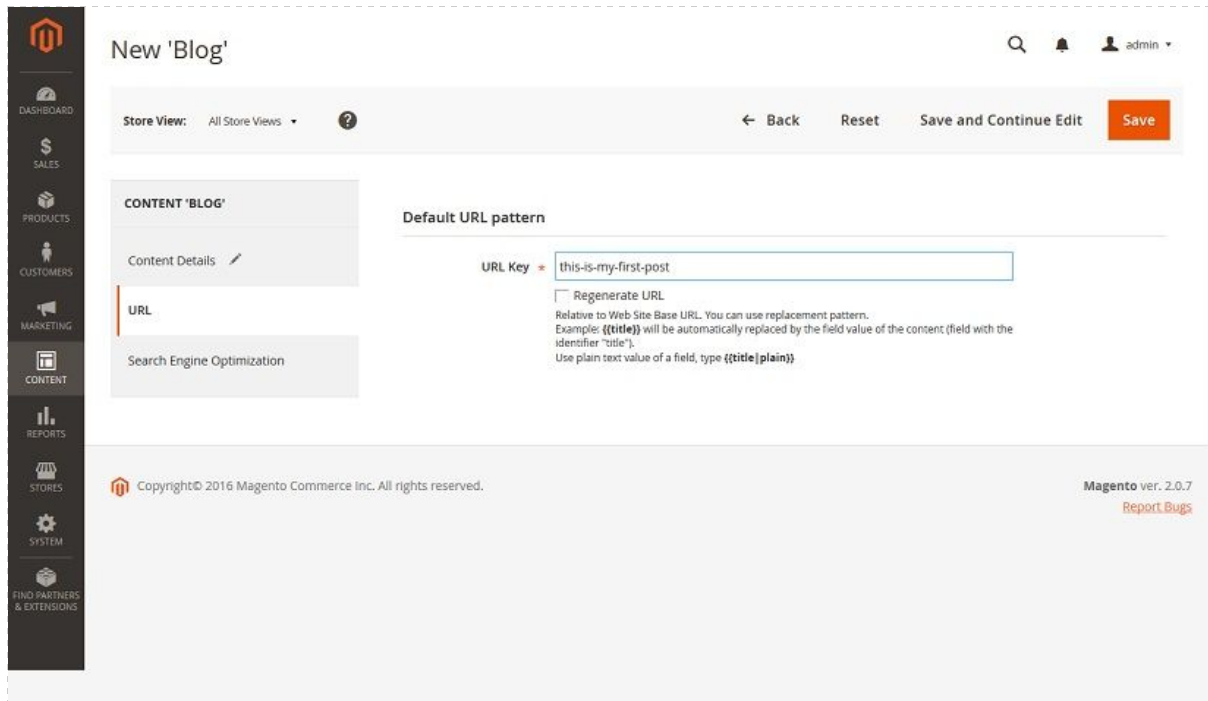 New 'Blog'
admin
DASHBOARD
SALES
PRODUCTS
CUSTOMERS
MARKETING
CONTENT
REPORTS
STORES
SYSTEM
FIND PARTNERS
& EXTENSIONS
Store View: All Store Views
? 
← Back Reset Save and Continue Edit Save
CONTENT 'BLOG'
Content Details
URL
Search Engine Optimization
Default URL pattern
URL Key * this-is-my-first-post
Regenerate URL
Relative to Web Site Base URL. You can use replacement pattern.
Example: {{title}} will be automatically replaced by the field value of the content (field with the
identifier "title").
Use plain text value of a field, type {{title|plain}}
Copyright© 2016 Magento Commerce Inc. All rights reserved.
Magento ver. 2.0.7
Report Bugs